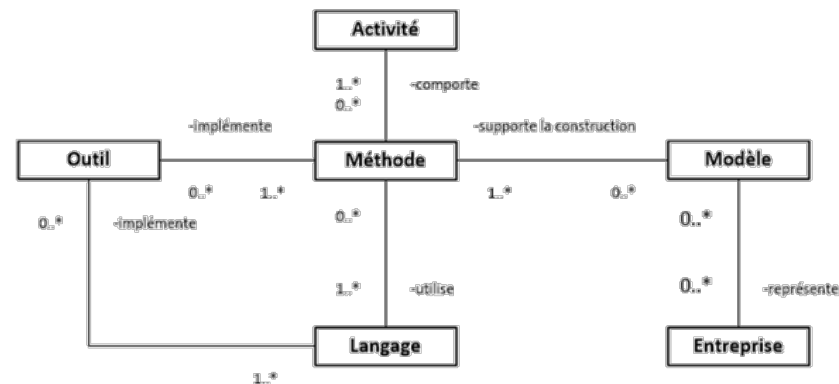 Activité
1..*
-comporte
0..*
-implémente
-supporte la construction
Outil
Méthode
Modèle
0..*
1..*
1..*
0..*
0..*
-implémente
0..*
0..*
1..*
-utilise
0..*
-représente
Langage
Entreprise
1..*